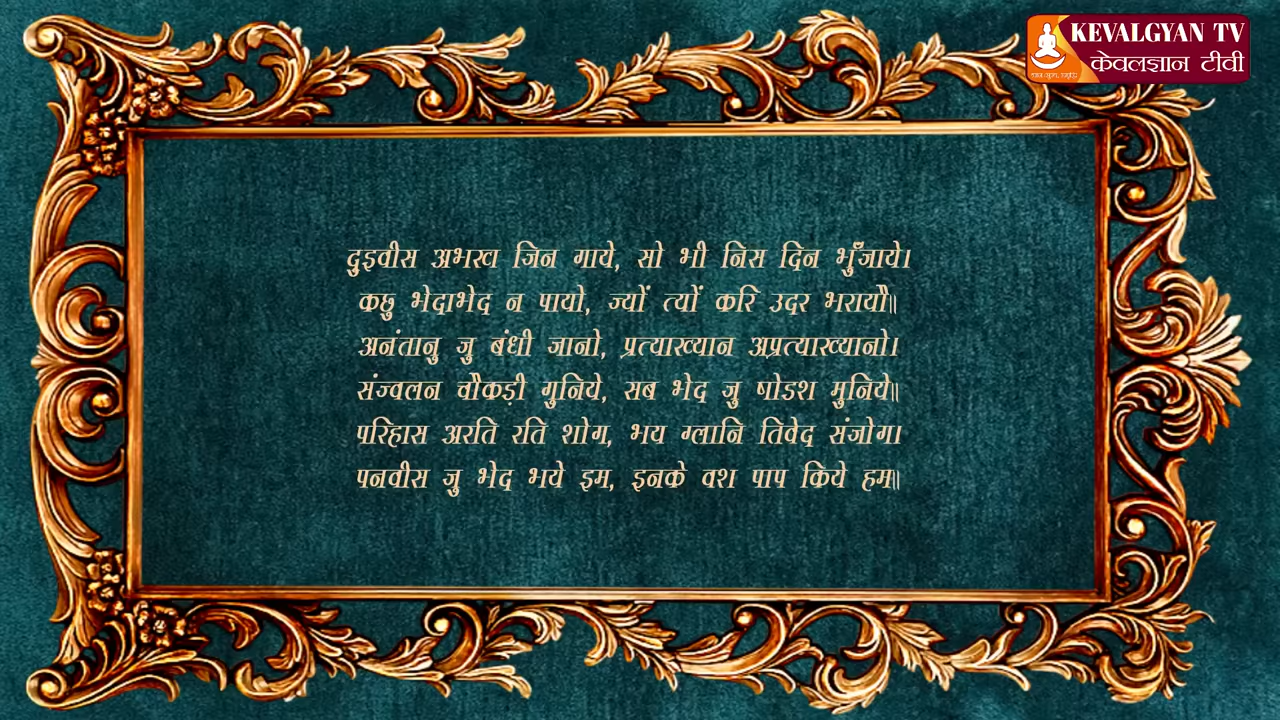 KEVALGYAN TV
केवलज्ञान टीवी
दुइवीस अभख जिन गाये, सो भी निस दिन भुँजाये।
कछु भेदाभेद न पायो, ज्यों त्यों करि उदर भरायौ॥
अनंतानु जु बंधी जानो, प्रत्याख्यान अप्रत्याख्यानो।
संज्वलन चौकड़ी गुनिये, सब भेद जु षोडश मुनिये॥
परिहास अरति रति शोग, भय ग्लानि तिवेद संजोग।
पनवीस जु भेद भये इम, इनके वश पाप किये हम॥